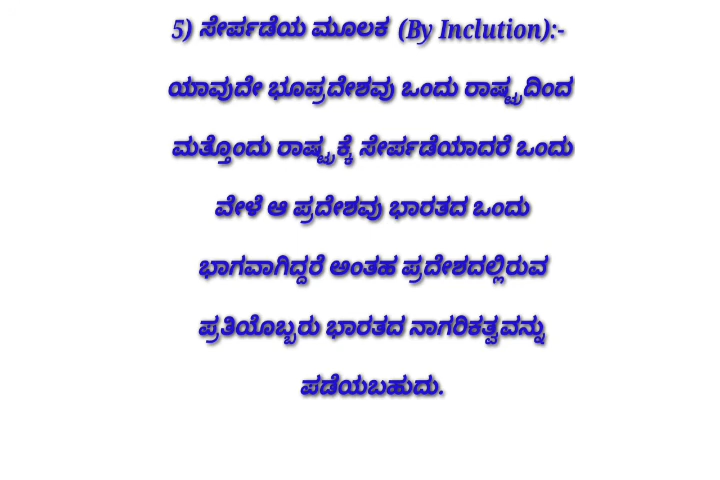 5) ಸೇರ್ಪಡೆಯ ಮೂಲಕ (By Inclution):-
ಯಾವುದೇ ಭೂಪ್ರದೇಶವು ಒಂದು ರಾಷ್ಟ್ರದಿಂದ
ಮತ್ತೊಂದು ರಾಷ್ಟ್ರಕ್ಕೆ ಸೇರ್ಪಡೆಯಾದರೆ ಒಂದು
ವೇಳೆ ಆ ಪ್ರದೇಶವು ಭಾರತದ ಒಂದು
ಭಾಗವಾಗಿದ್ದರೆ ಅಂತಹ ಪ್ರದೇಶದಲ್ಲಿರುವ
ಪ್ರತಿಯೊಬ್ಬರು ಭಾರತದ ನಾಗರಿಕತ್ವವನ್ನು
ಪಡೆಯಬಹುದು.